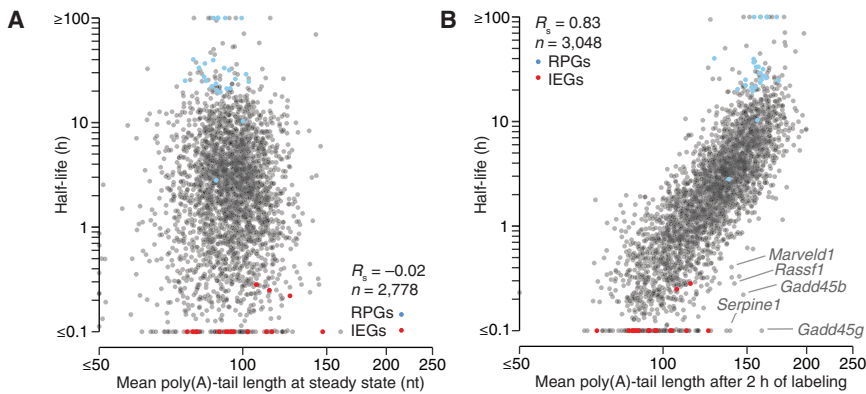 A
Half-life (h)
≥100
10
1
≤0.1
Rs = −0.02
n = 2,778
RPGs
IEGs
≤50 100 150 200 250
Mean poly(A)-tail length at steady state (nt)
B
Half-life (h)
≥100
10
1
≤0.1
Rs = 0.83
n = 3,048
RPGs
IEGs
Marveld1
Rassf1
Gadd45b
Serpine1
Gadd45g
≤50 100 150 200 250
Mean poly(A)-tail length after 2 h of labeling